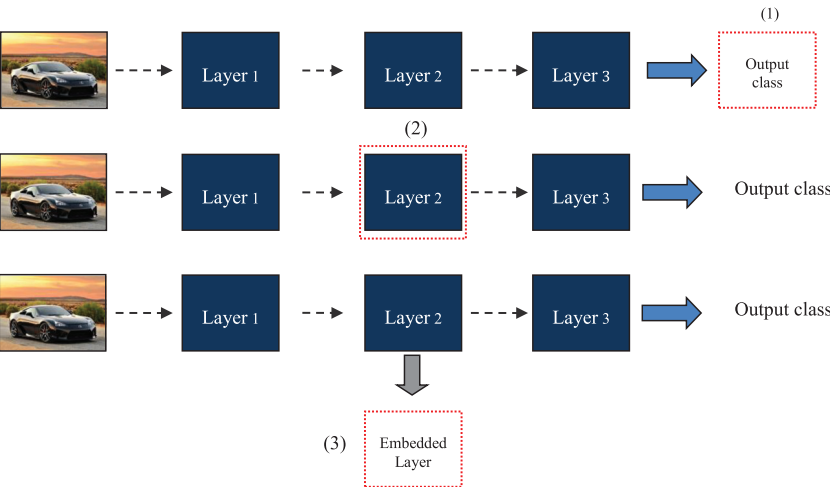 (1)
Layer 1
Layer 2
Layer 3
Output
class
(2)
Layer 1
Layer 2
Layer 3
Output class
Layer 1
Layer 2
Layer 3
Output class
(3)
Embedded
Layer